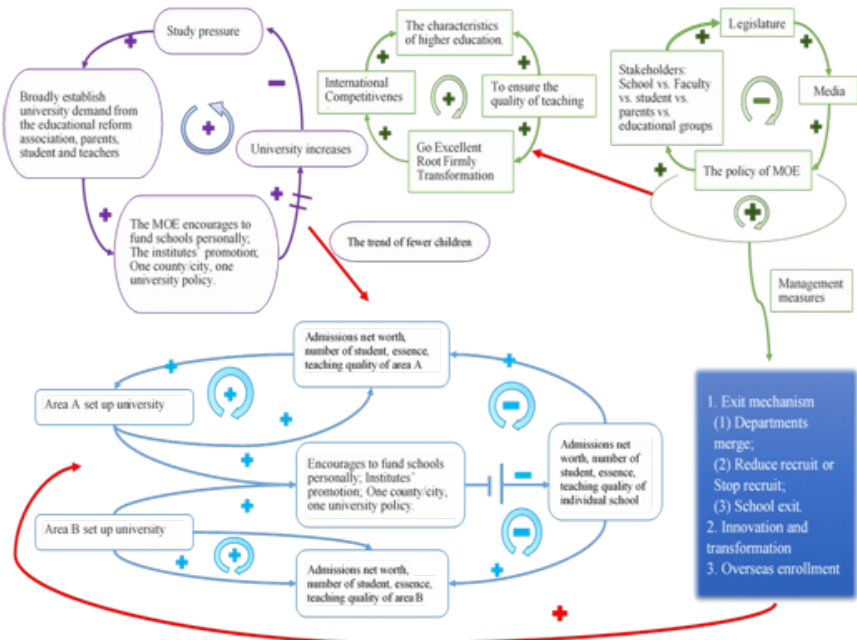 Study pressure
Broadly establish
university demand from
the educational reform
association, parents,
student and teachers
University increases
The MOE encourages to
fund schools personally;
The institutes' promotion;
One county/city, one
university policy.
The trend of fewer children
The characteristics
of higher education.
International
Competitivenes
To ensure the
quality of teaching
Go Excellent
Root Firmly
Transformation
Legislature
Stakeholders:
School vs. Faculty
vs. student vs.
parents vs.
educational groups
Media
The policy of MOE
Management
measures
Admissions net worth,
number of student, essence,
teaching quality of area A
Area A set up university
Encourages to fund schools
personally; Institutes'
promotion; One county/city,
one university policy.
Admissions net
worth, number of
student, essence,
teaching quality of
individual school
Area B set up university
Admissions net worth,
number of student, essence,
teaching quality of area B
1. Exit mechanism
(1) Departments
merge;
(2) Reduce recruit or
Stop recruit;
(3) School exit.
2. Innovation and
transformation
3. Overseas enrollment